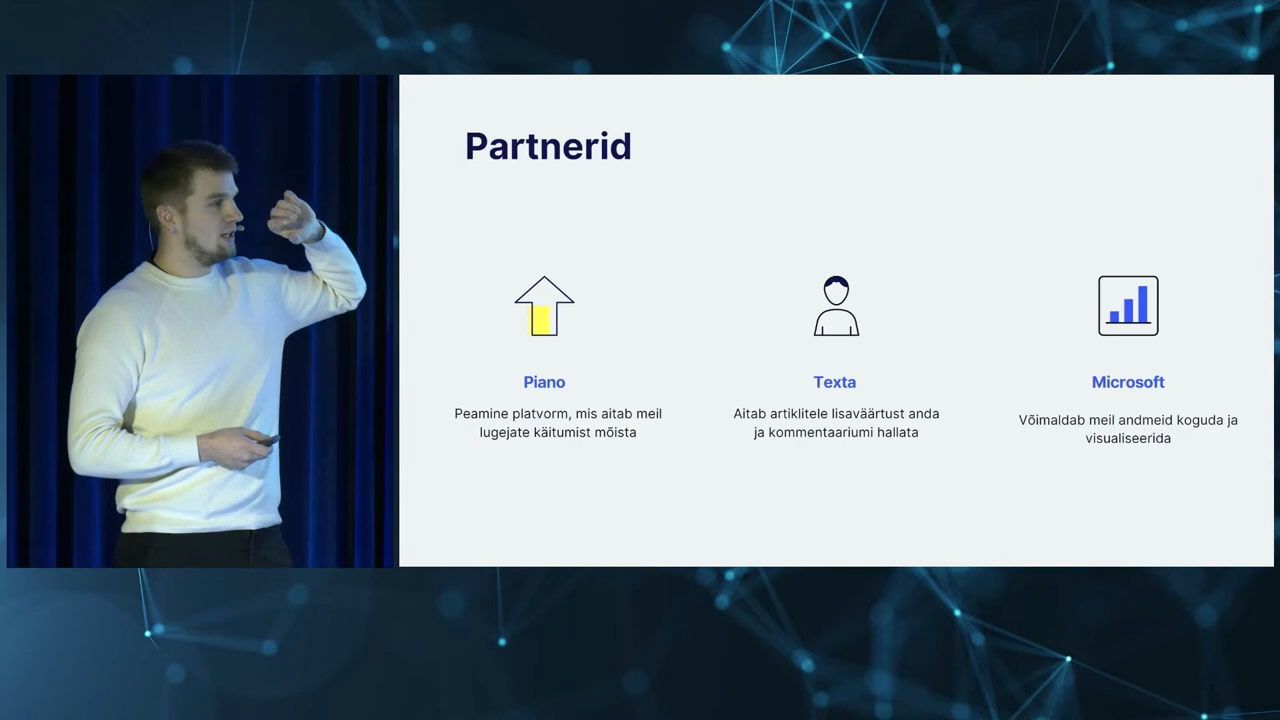 Partnerid
Piano
Peamine platvorm, mis aitab meil
lugejate käitumist mõista
Texta
Aitab artiklitele lisaväärtust anda
ja kommentaariumi hallata
Microsoft
Võimaldab meil andmeid koguda ja
visualiseerida